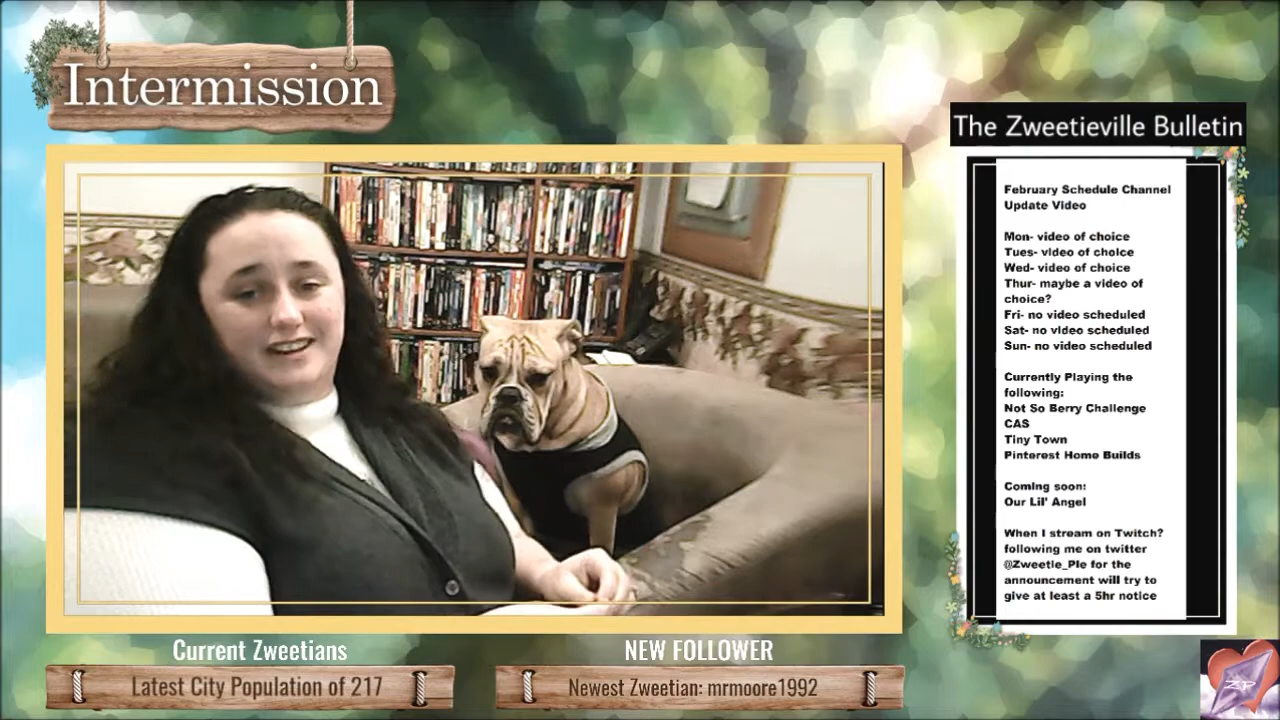 Intermission
The Zweetieville Bulletin
February Schedule Channel
Update Video
Mon- video of choice
Tues- video of choice
Wed- video of choice
Thur- maybe a video of
choice?
Fri- no video scheduled
Sat- no video scheduled
Sun- no video scheduled
Currently Playing the
following:
Not So Berry Challenge
CAS
Tiny Town
Pinterest Home Builds
Coming soon:
Our Lil' Angel
When I stream on Twitch?
following me on twitter
@Zweetie_Pie for the
announcement will try to
give at least a 5hr notice
Current Zweetians
Latest City Population of 217
NEW FOLLOWER
Newest Zweetian: mrmoore1992
ZP